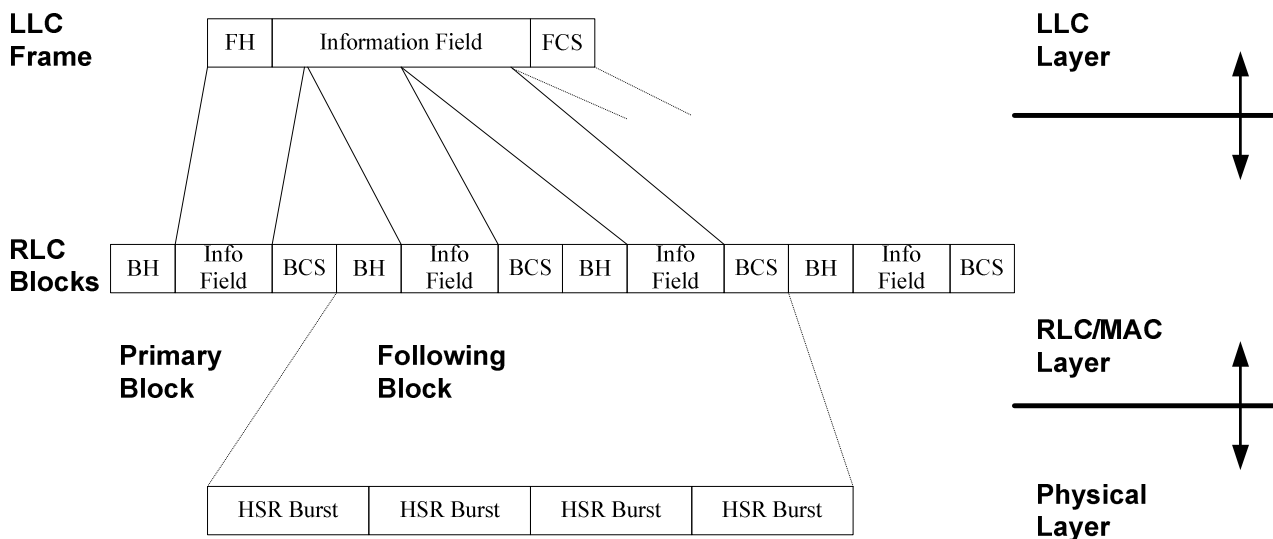 LLC
Frame
FH
Information Field
FCS
LLC
Layer
RLC
Blocks
BH
Info
Field
BCS
BH
Info
Field
BCS
BH
Info
Field
BCS
BH
Info
Field
BCS
Primary
Block
Following
Block
RLC/MAC
Layer
HSR Burst
HSR Burst
HSR Burst
HSR Burst
Physical
Layer